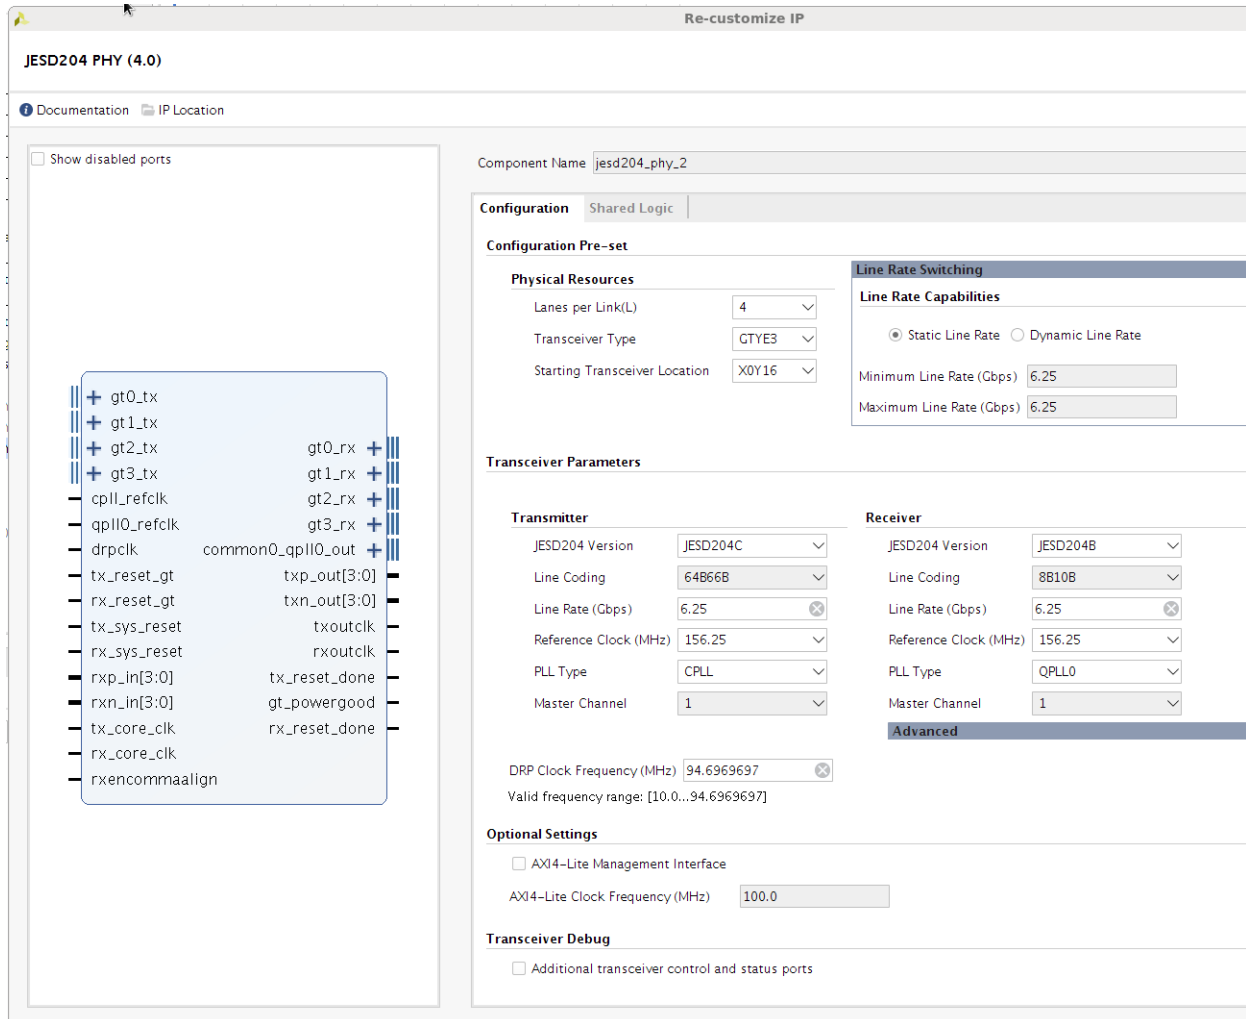 Re-customize IP
JESD204 PHY (4.0)
Documentation IP Location
Show disabled ports
gt0_tx
gt1_tx
gt2_tx gt0_rx
gt3_tx gt1_rx
cpll_refclk gt2_rx
qpll0_refclk gt3_rx
drpclk common0_qpll0_out
tx_reset_gt txp_out[3:0]
rx_reset_gt txn_out[3:0]
tx_sys_reset txoutclk
rx_sys_reset rxoutclk
rxp_in[3:0] tx_reset_done
rxn_in[3:0] gt_powergood
tx_core_clk rx_reset_done
rx_core_clk
rxencommaalign
Component Name jesd204_phy_2
Configuration Shared Logic
Configuration Pre-set
Physical Resources
Lanes per Link(L) 4
Transceiver Type GTYE3
Starting Transceiver Location X0Y16
Line Rate Switching
Line Rate Capabilities
Static Line Rate Dynamic Line Rate
Minimum Line Rate (Gbps) 6.25
Maximum Line Rate (Gbps) 6.25
Transceiver Parameters
Transmitter
JESD204 Version JESD204C
Line Coding 64B66B
Line Rate (Gbps) 6.25
Reference Clock (MHz) 156.25
PLL Type CPLL
Master Channel 1
Receiver
JESD204 Version JESD204B
Line Coding 8B10B
Line Rate (Gbps) 6.25
Reference Clock (MHz) 156.25
PLL Type QPLL0
Master Channel 1
Advanced
DRP Clock Frequency (MHz) 94.6969697
Valid frequency range: [10.0...94.6969697]
Optional Settings
AXI4-Lite Management Interface
AXI4-Lite Clock Frequency (MHz) 100.0
Transceiver Debug
Additional transceiver control and status ports